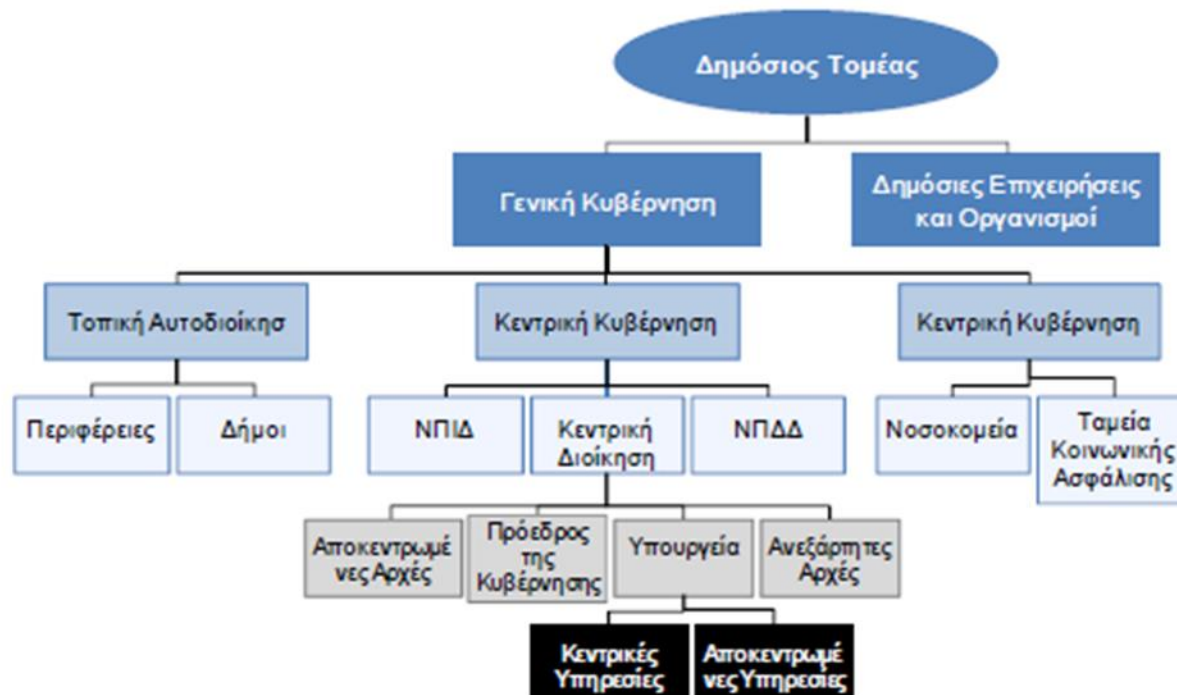 Δημόσιος Τομέας
Γενική Κυβέρνηση
Δημόσιες Επιχειρήσεις
και Οργανισμοί
Τοπική Αυτοδιοίκησ
Κεντρική Κυβέρνηση
Κεντρική Κυβέρνηση
Περιφέρειες
Δήμοι
ΝΠΙΔ
Κεντρική
Διοίκηση
ΝΠΔΔ
Νοσοκομεία
Ταμεία
Κοινωνικής
Ασφάλισης
Αποκεντρωμέ
νες Αρχές
Πρόεδρος
της
Κυβέρνησης
Υπουργεία
Ανεξάρτητες
Αρχές
Κεντρικές
Υπηρεσίες
Αποκεντρωμέ
νες Υπηρεσίες